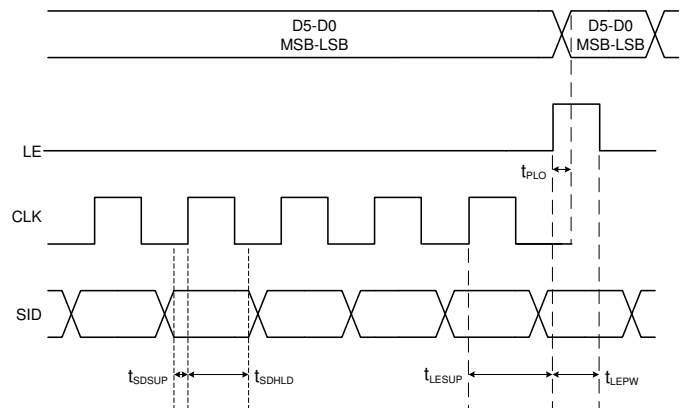 D5-D0
MSB-LSB
D5-D0
MSB-LSB
LE
tPLO
CLK
SID
tSDSUP
tSDHLD
tLESUP
tLEPW